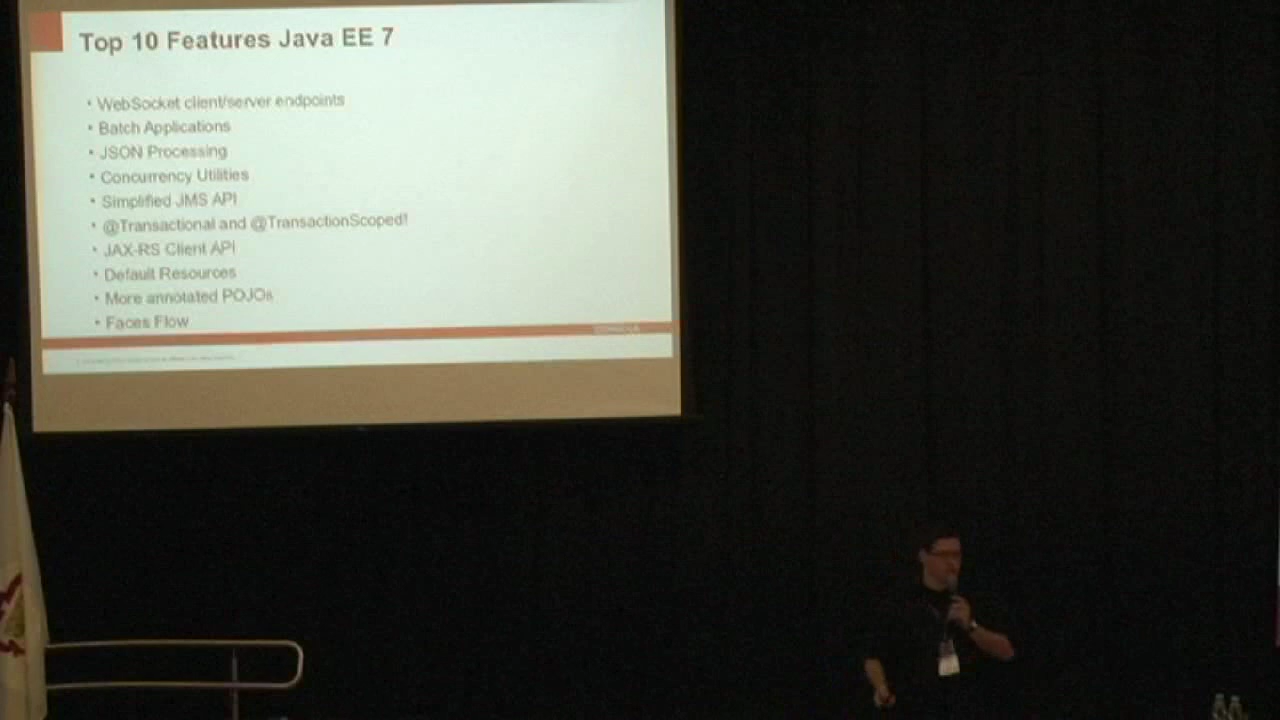 Top 10 Features Java EE 7
• WebSocket client/server endpoints
• Batch Applications
• JSON Processing
• Concurrency Utilities
• Simplified JMS API
• @Transactional and @TransactionScoped!
• JAX-RS Client API
• Default Resources
• More annotated POJOs
• Faces Flow